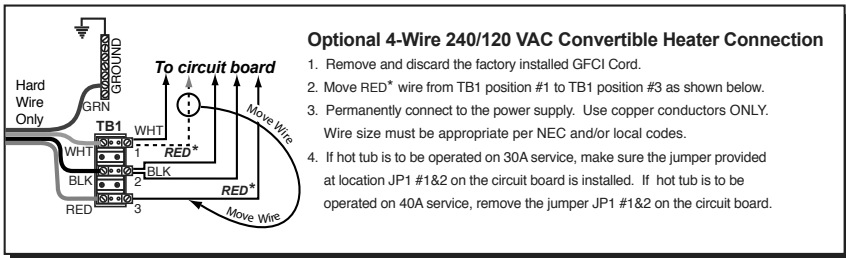 Optional 4-Wire 240/120 VAC Convertible Heater Connection
1. Remove and discard the factory installed GFCI Cord.
2. Move RED* wire from TB1 position #1 to TB1 position #3 as shown below.
3. Permanently connect to the power supply. Use copper conductors ONLY.
Wire size must be appropriate per NEC and/or local codes.
4. If hot tub is to be operated on 30A service, make sure the jumper provided
at location JP1 #1&2 on the circuit board is installed. If hot tub is to be
operated on 40A service, remove the jumper JP1 #1&2 on the circuit board.
GROUND
To circuit board
Hard
Wire
Only
GRN
TB1
WHT
WHT
1
RED*
Move Wire
BLK
BLK
2
RED*
RED
3
Move Wire